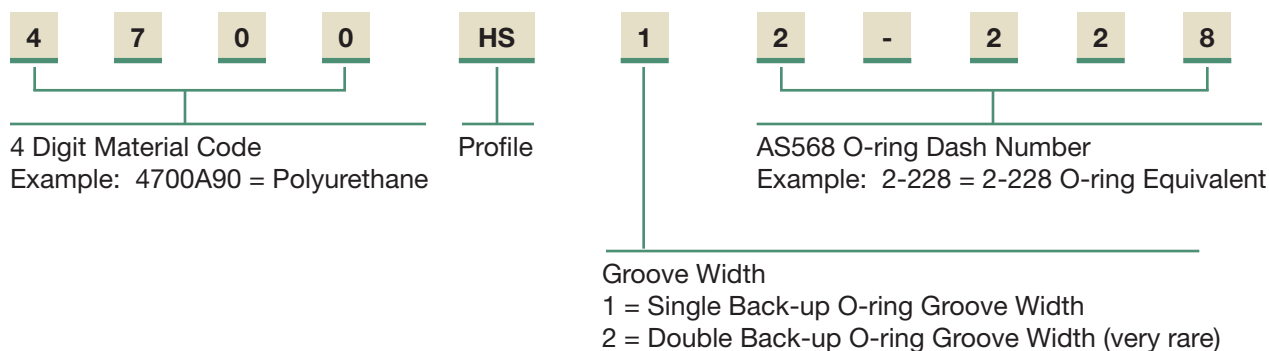 4 7 0 0 HS 1 2 - 2 2 8
4 Digit Material Code
Example: 4700A90 = Polyurethane
Profile
AS568 O-ring Dash Number
Example: 2-228 = 2-228 O-ring Equivalent
Groove Width
1 = Single Back-up O-ring Groove Width
2 = Double Back-up O-ring Groove Width (very rare)